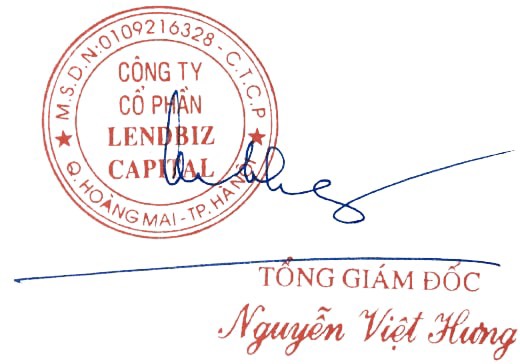 M.S.D.N:0109216328 - C.T.C.P
CÔNG TY
CỔ PHẦN
LENDBIZ
CAPITAL
Q. HOÀNG MAI - TP. HÀ NỘI
TỔNG GIÁM ĐỐC
Nguyễn Việt Hưng